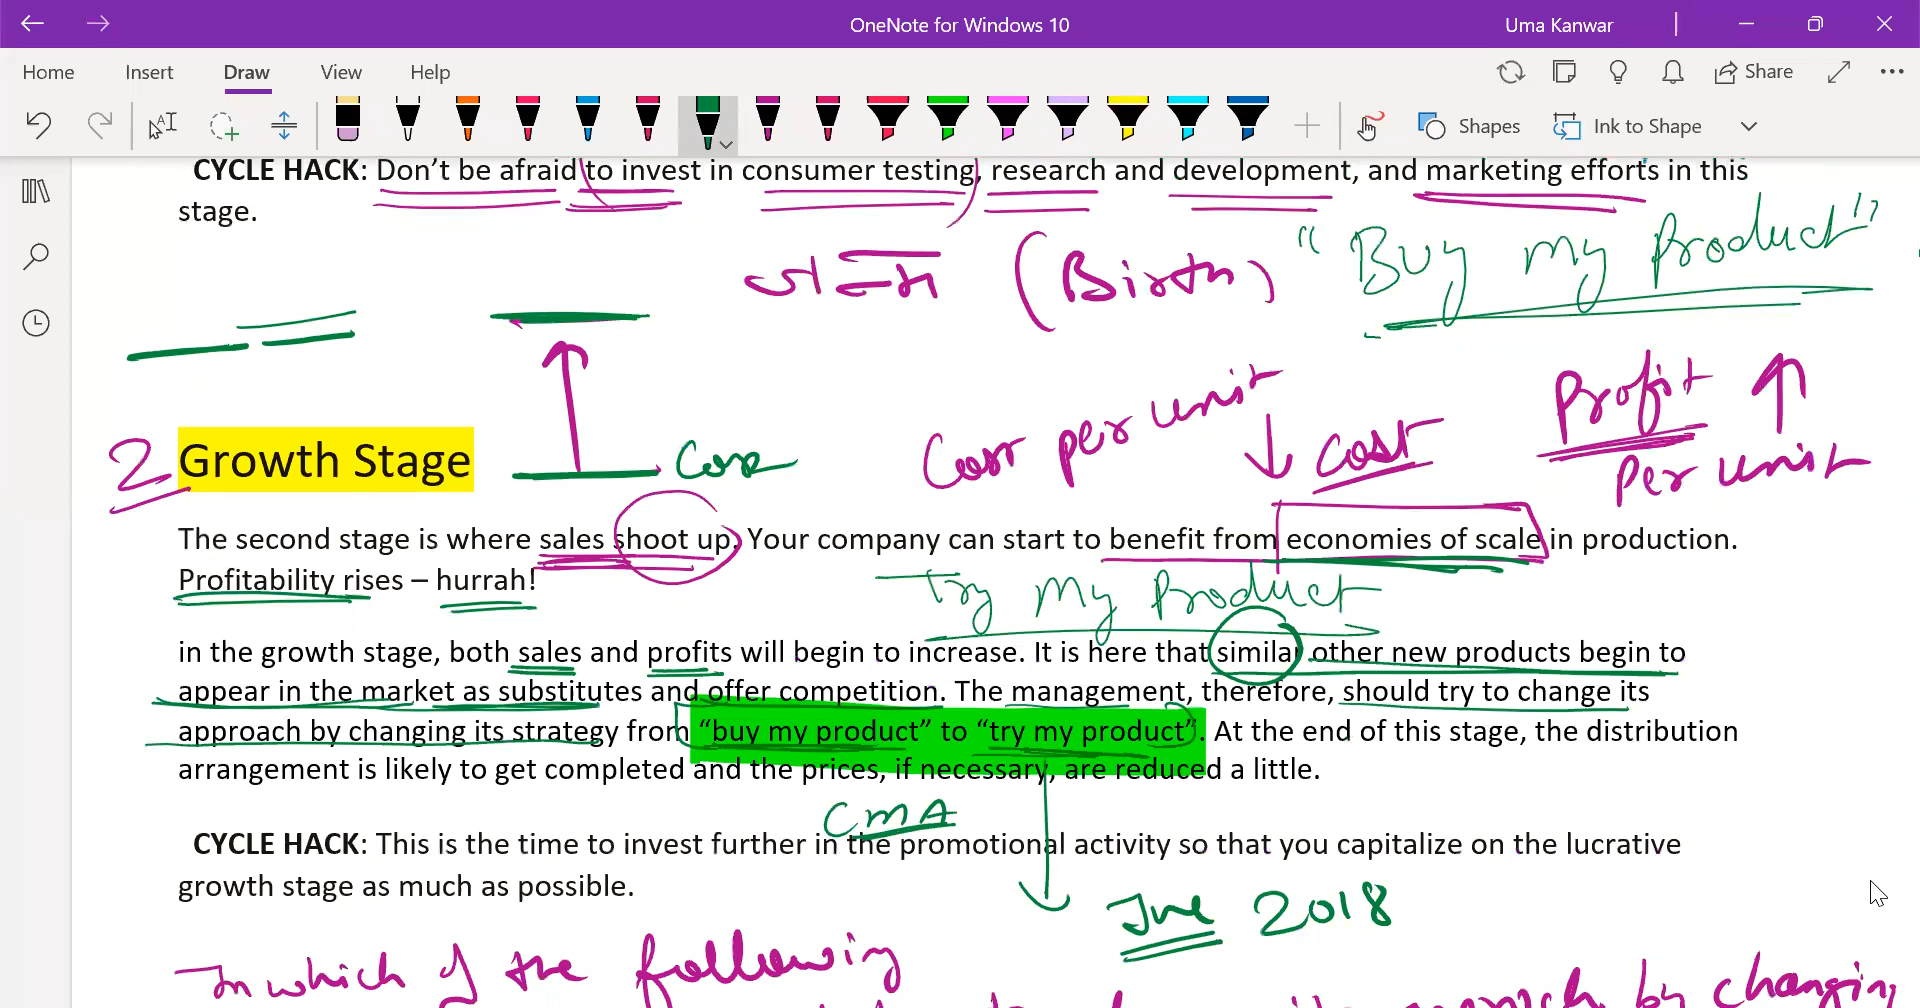 OneNote for Windows 10
Uma Kanwar
Home Insert Draw View Help
Share
Shapes
Ink to Shape
CYCLE HACK: Don’t be afraid to invest in consumer testing, research and development, and marketing efforts in this
stage.
"Buy my Product"
(Birth)
Cost per unit
↓ Cost
Profit ↑
Per unit
2 Growth Stage
The second stage is where sales shoot up. Your company can start to benefit from economies of scale in production.
Profitability rises – hurrah!
Try my Product
in the growth stage, both sales and profits will begin to increase. It is here that similar other new products begin to
appear in the market as substitutes and offer competition. The management, therefore, should try to change its
approach by changing its strategy from “buy my product” to “try my product”. At the end of this stage, the distribution
arrangement is likely to get completed and the prices, if necessary, are reduced a little.
CMA
CYCLE HACK: This is the time to invest further in the promotional activity so that you capitalize on the lucrative
growth stage as much as possible.
2018
In which of the following
by changing